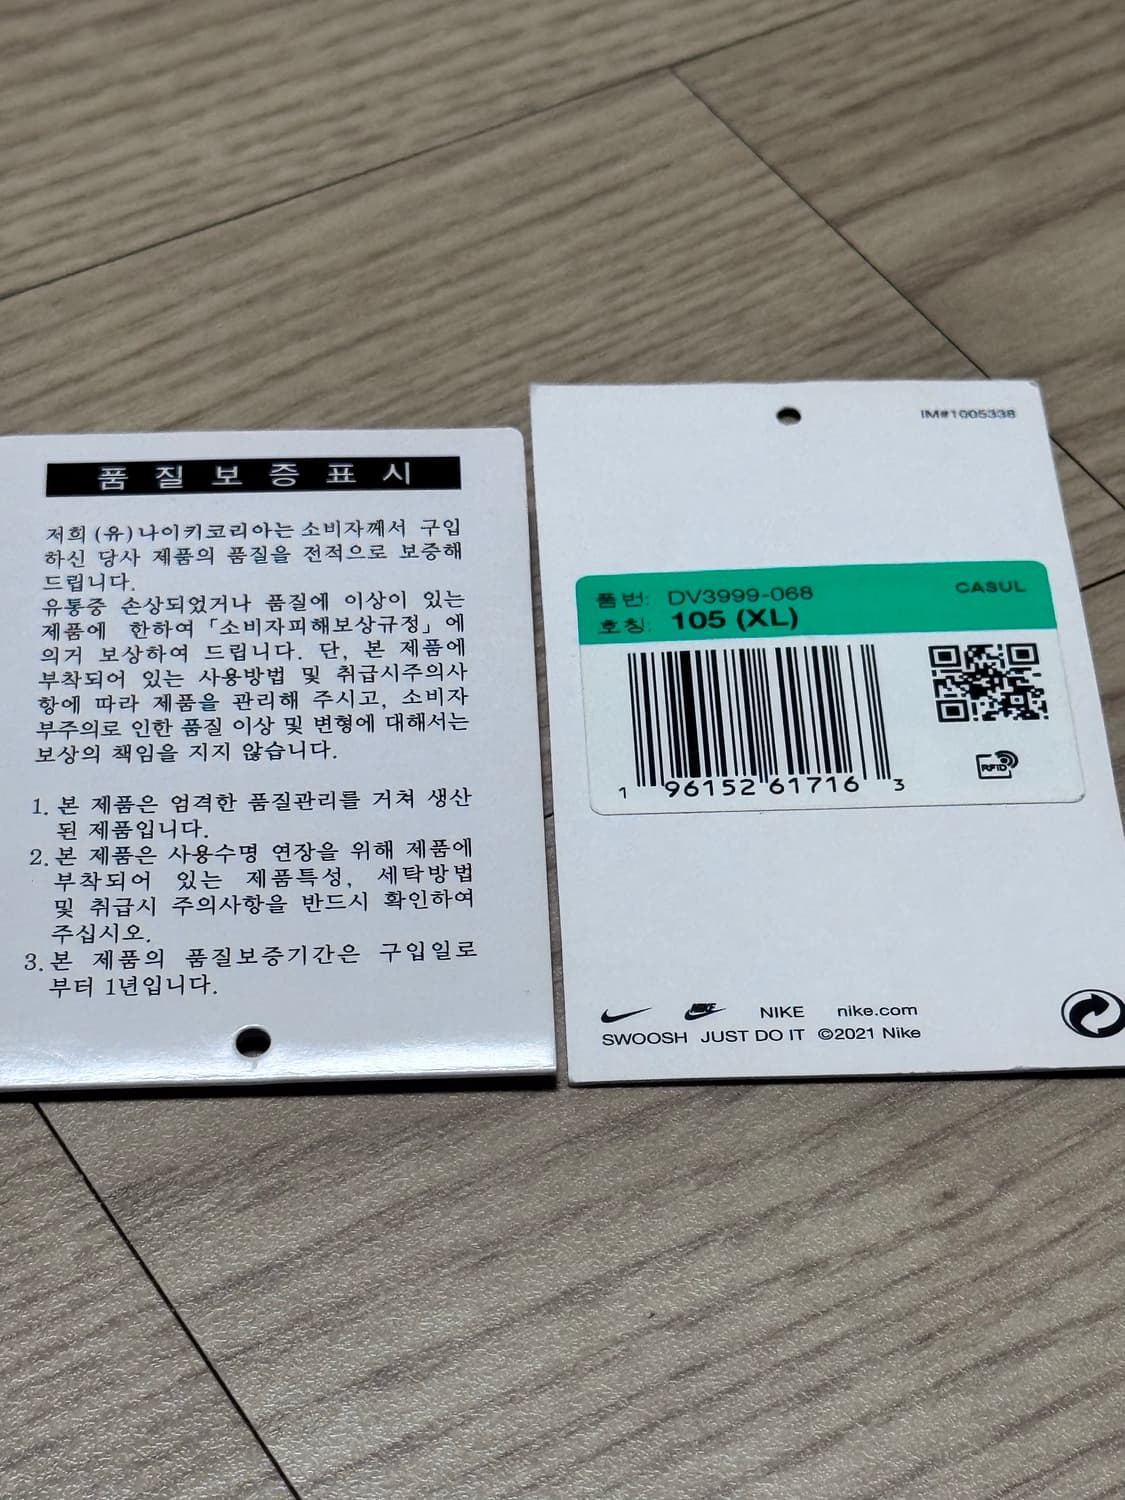 품질보증표시
저희 (유)나이키코리아는 소비자께서 구입
하신 당사 제품의 품질을 전적으로 보증해
드립니다.
유통중 손상되었거나 품질에 이상이 있는
제품에 한하여 「소비자피해보상규정」에
의거 보상하여 드립니다. 단, 본 제품에
부착되어 있는 사용방법 및 취급시주의사
항에 따라 제품을 관리해 주시고, 소비자
부주의로 인한 품질 이상 및 변형에 대해서는
보상의 책임을 지지 않습니다.
1. 본 제품은 엄격한 품질관리를 거쳐 생산
된 제품입니다.
2. 본 제품은 사용수명 연장을 위해 제품에
부착되어 있는 제품특성, 세탁방법
및 취급시 주의사항을 반드시 확인하여
주십시오.
3. 본 제품의 품질보증기간은 구입일로
부터 1년입니다.
IM#1005338
품번: DV3999-068 CASUL
호칭: 105 (XL)
1 96152 61716 3
RFID
NIKE NIKE nike.com
SWOOSH JUST DO IT ©2021 Nike